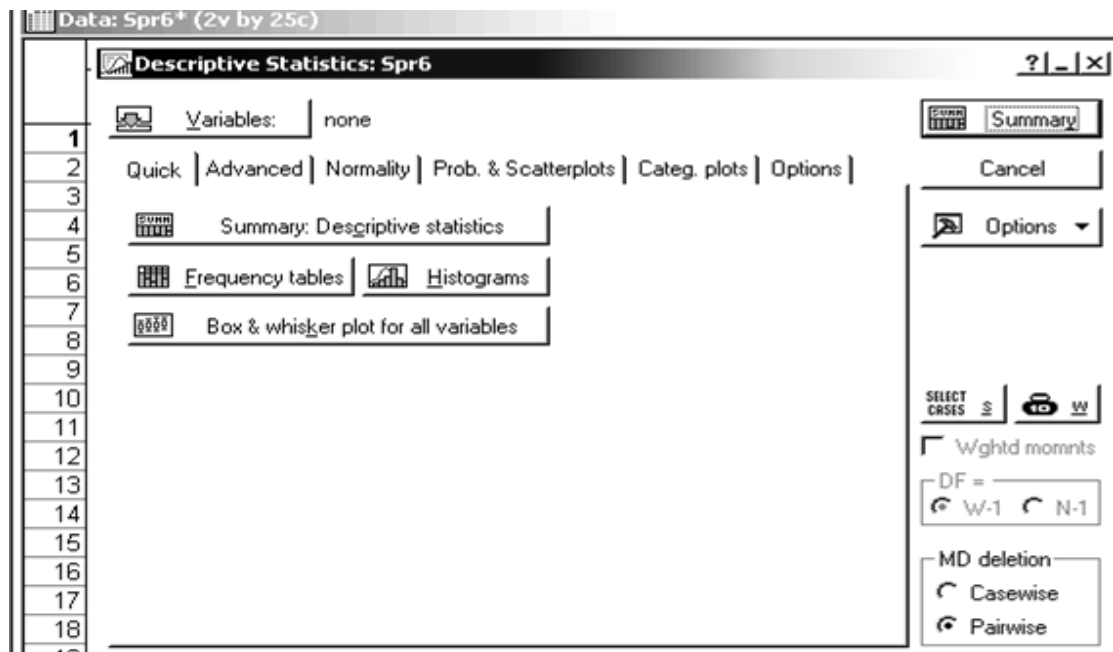 Data: Spr6* (2v by 25c)
Descriptive Statistics: Spr6
? _ X
Variables: none
Summary
Quick Advanced Normality Prob. & Scatterplots Categ. plots Options
Cancel
Summary: Descriptive statistics
Options
Frequency tables Histograms
Box & whisker plot for all variables
SELECT CASES S W
Wghtd momnts
DF =
W-1 N-1
MD deletion
Casewise
Pairwise
1
2
3
4
5
6
7
8
9
10
11
12
13
14
15
16
17
18